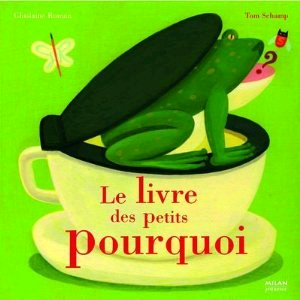 Ghislaine Roman
Tom Schamp
?
Le livre
des petits
pourquoi
MILAN
jeunesse